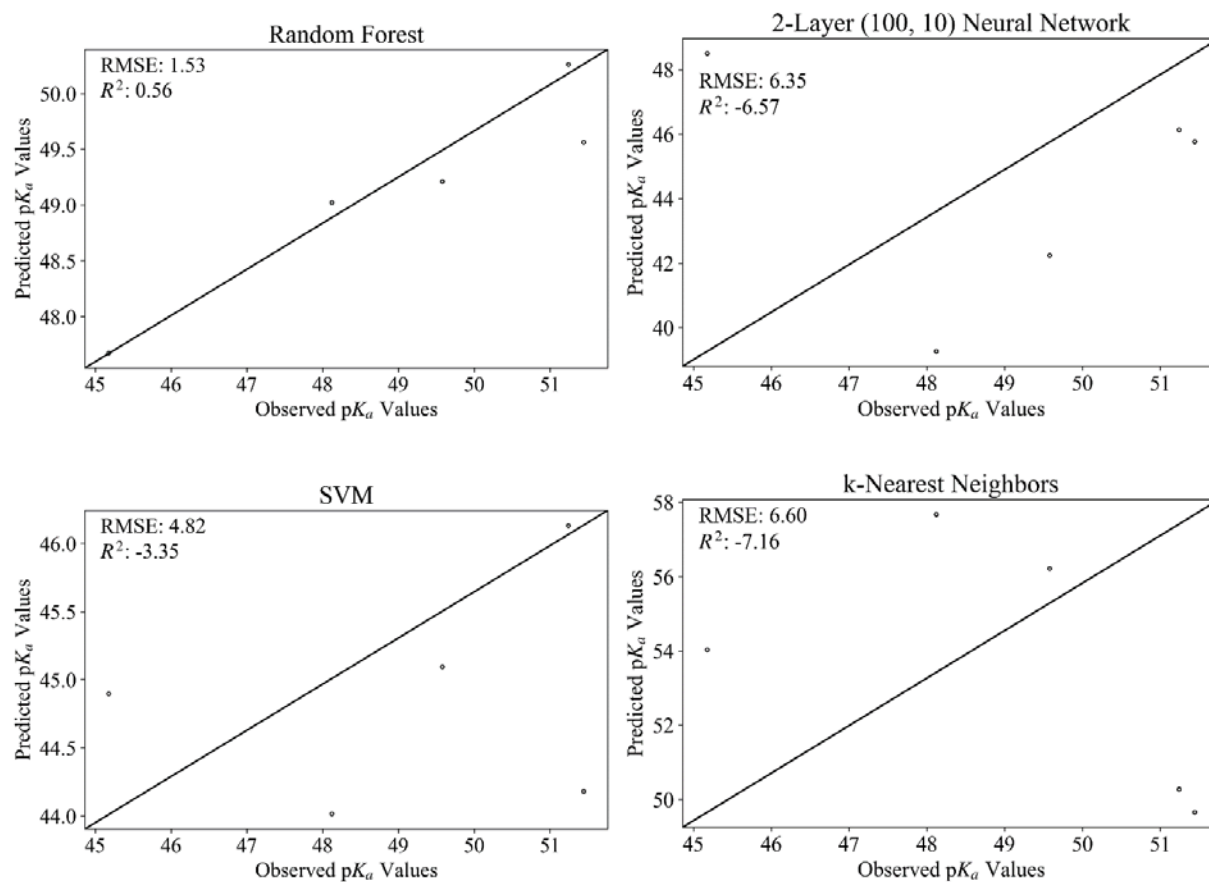 Random Forest
RMSE: 1.53
R²: 0.56
50.0
49.5
49.0
48.5
48.0
Predicted pKₐ Values
45 46 47 48 49 50 51
Observed pKₐ Values
2-Layer (100, 10) Neural Network
RMSE: 6.35
R²: -6.57
48
46
44
42
40
Predicted pKₐ Values
45 46 47 48 49 50 51
Observed pKₐ Values
SVM
RMSE: 4.82
R²: -3.35
46.0
45.5
45.0
44.5
44.0
Predicted pKₐ Values
45 46 47 48 49 50 51
Observed pKₐ Values
k-Nearest Neighbors
RMSE: 6.60
R²: -7.16
58
56
54
52
50
Predicted pKₐ Values
45 46 47 48 49 50 51
Observed pKₐ Values